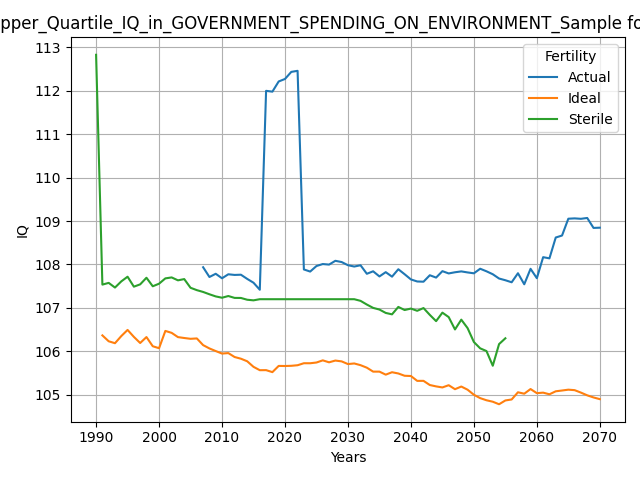 pper_Quartile_IQ_in_GOVERNMENT_SPENDING_ON_ENVIRONMENT_Sample fo
113
112
111
110
109
108
107
106
105
IQ
Fertility
Actual
Ideal
Sterile
1990
2000
2010
2020
2030
2040
2050
2060
2070
Years